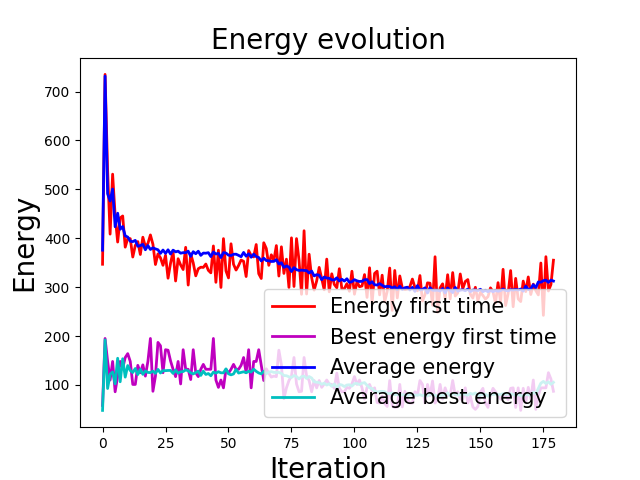 Energy evolution
Energy
700
600
500
400
300
200
100
Energy first time
Best energy first time
Average energy
Average best energy
0 25 50 75 100 125 150 175
Iteration